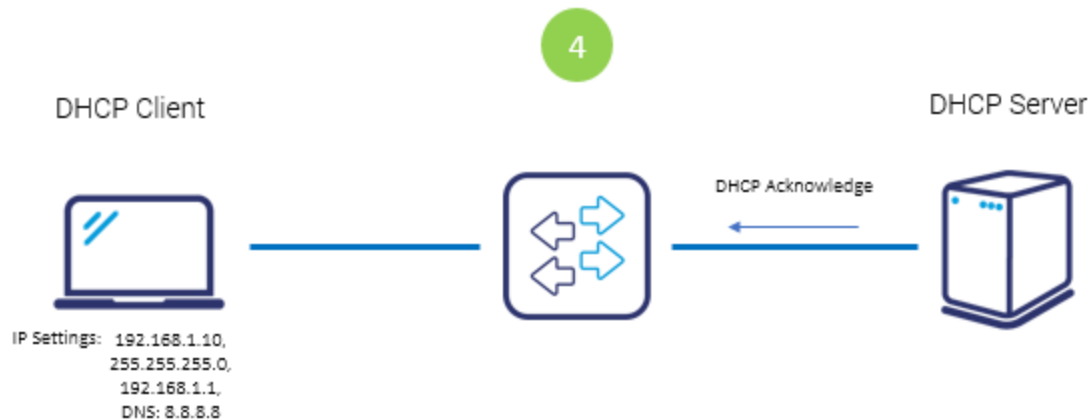 4
DHCP Client
DHCP Server
DHCP Acknowledge
IP Settings: 192.168.1.10,
255.255.255.0,
192.168.1.1,
DNS: 8.8.8.8